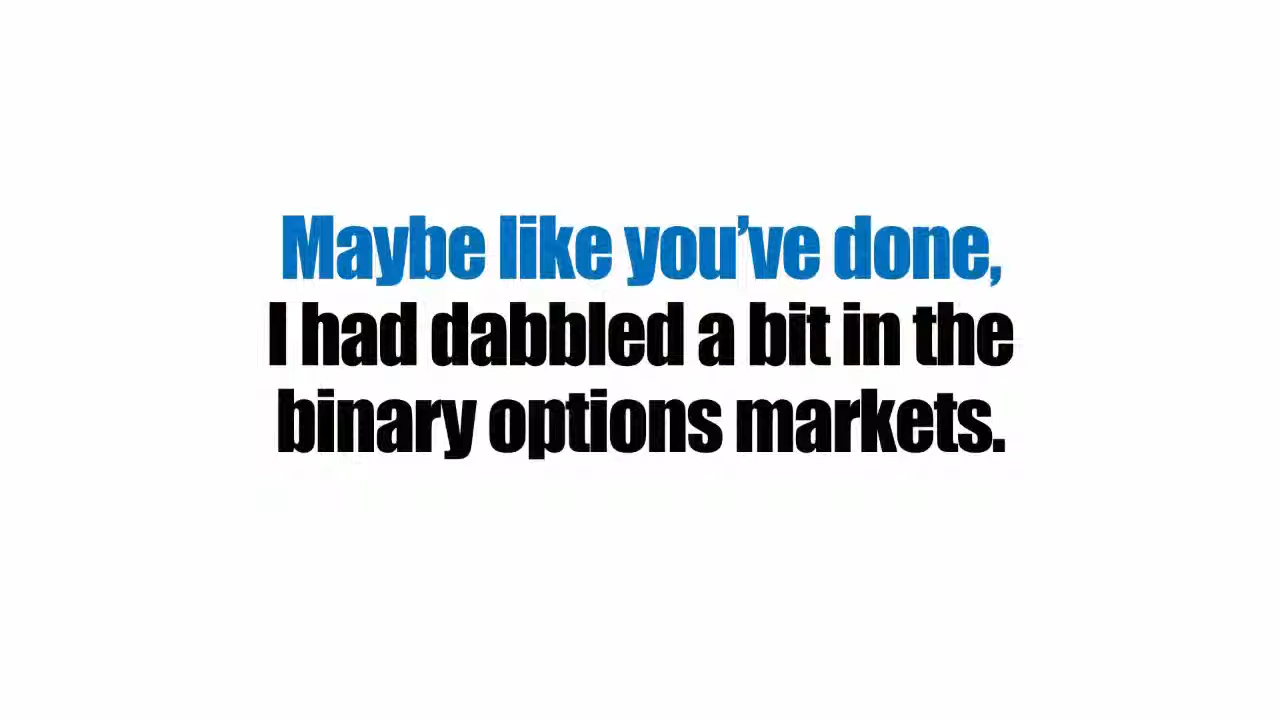 Maybe like you’ve done,
I had dabbled a bit in the
binary options markets.